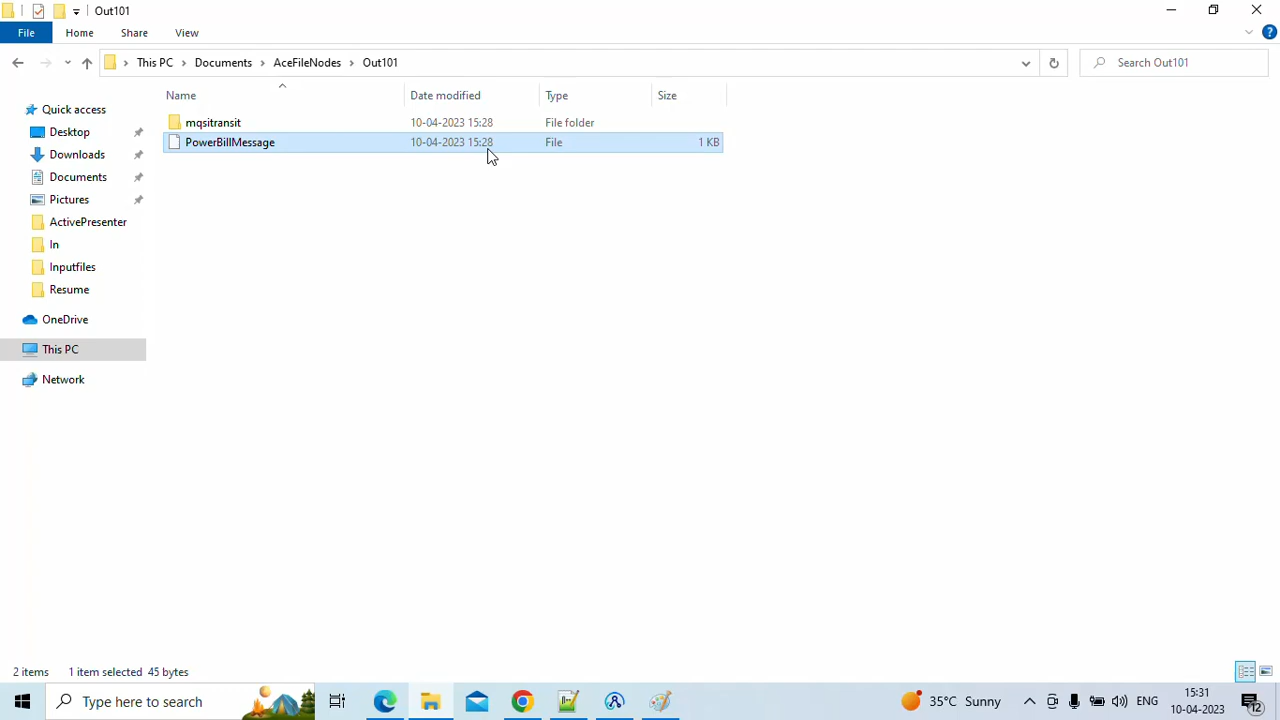 Out101
File Home Share View
This PC Documents AceFileNodes Out101 Search Out101
Name Date modified Type Size
mqsitransit 10-04-2023 15:28 File folder
PowerBillMessage 10-04-2023 15:28 File 1 KB
Quick access
Desktop
Downloads
Documents
Pictures
ActivePresenter
In
Inputfiles
Resume
OneDrive
This PC
Network
2 items 1 item selected 45 bytes
Type here to search 35°C Sunny ENG 15:31
10-04-2023 12